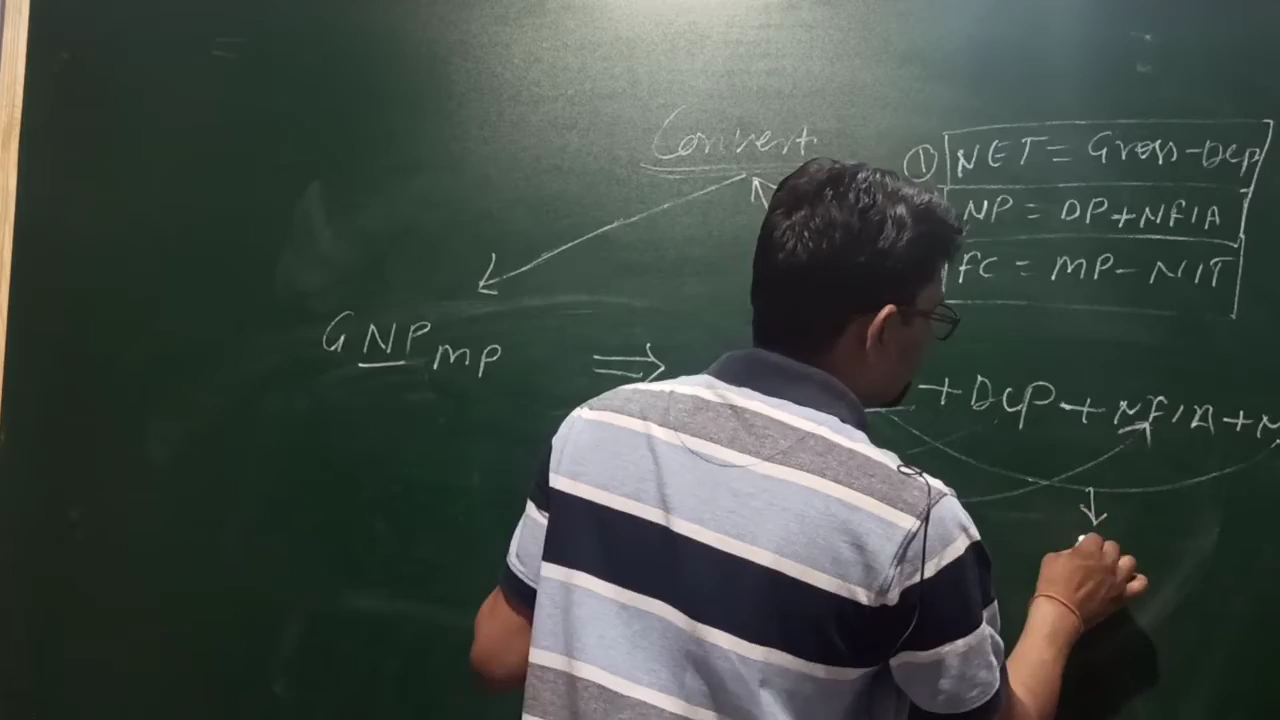 Convert
① NET = Gross-Dep
NP = DP+NFIA
FC = MP-NIT
GNP MP ⇒ +Dep+NFIA+N